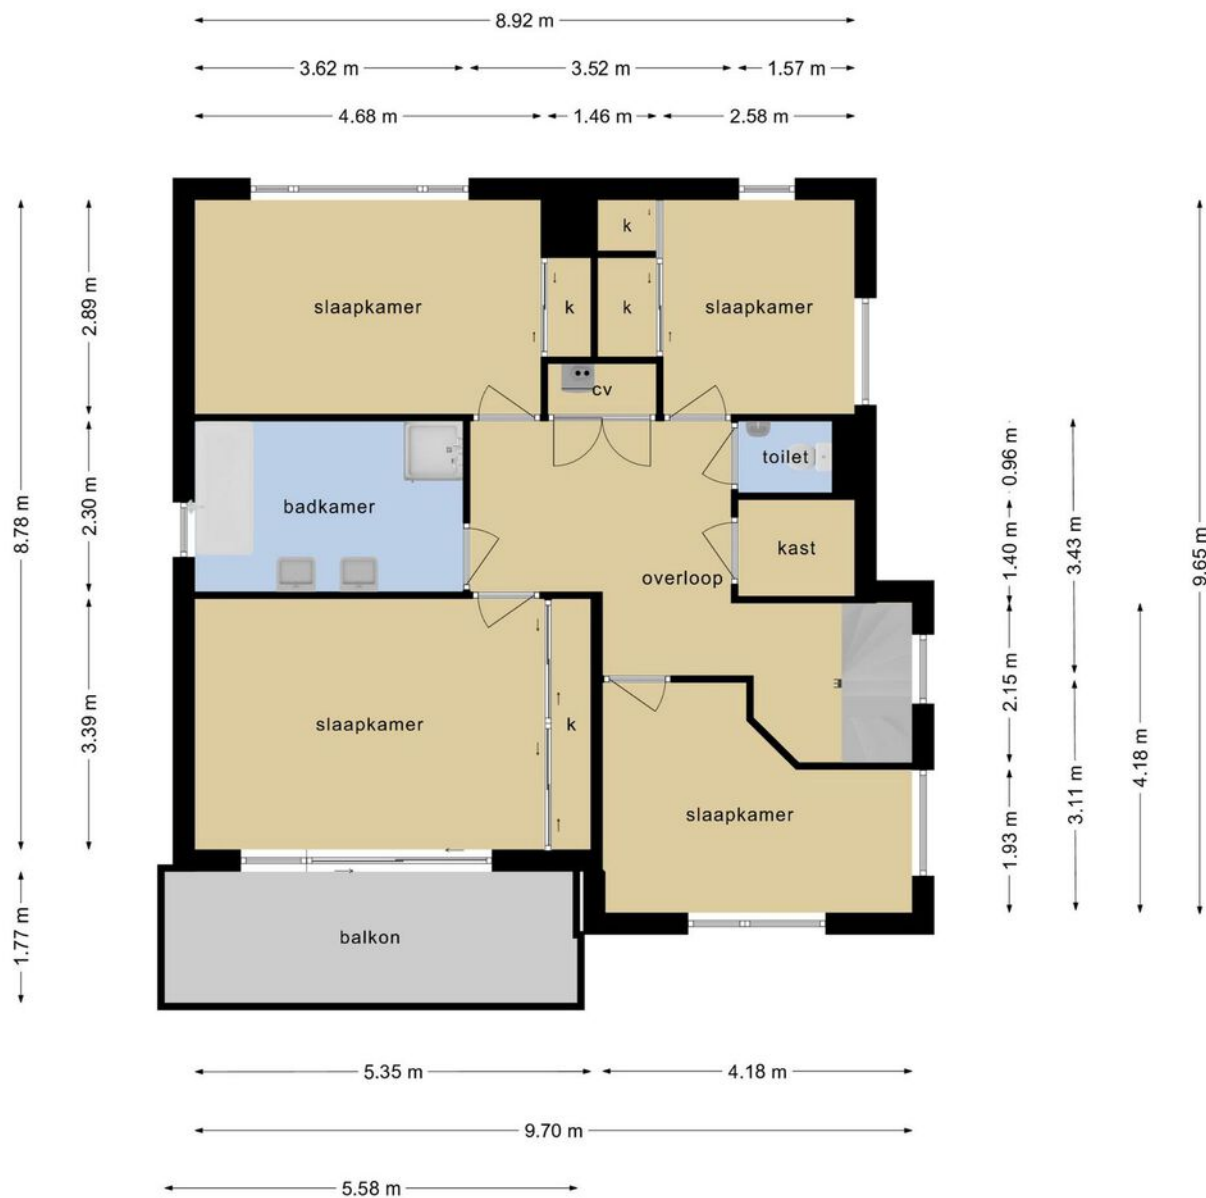 8.92 m
3.62 m 3.52 m 1.57 m
4.68 m 1.46 m 2.58 m
k
slaapkamer k k slaapkamer
2.89 m
cv
toilet
0.96 m
badkamer
2.30 m
8.78 m
kast
1.40 m
3.43 m
9.65 m
overloop
2.15 m
slaapkamer k
3.39 m
4.18 m
3.11 m
slaapkamer
1.93 m
balkon
1.77 m
5.35 m 4.18 m
9.70 m
5.58 m